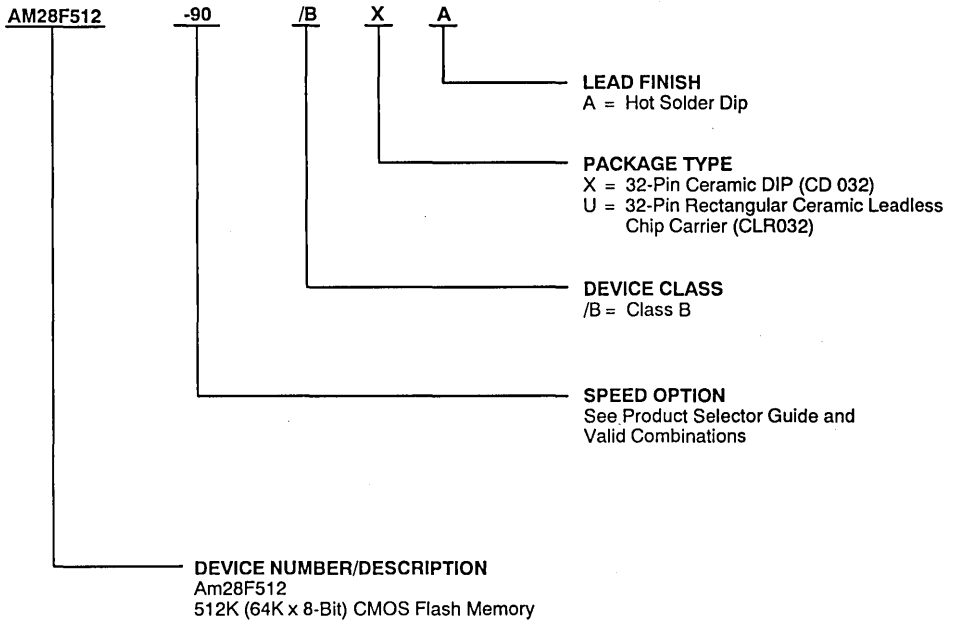 AM28F512 -90 /B X A
LEAD FINISH
A = Hot Solder Dip
PACKAGE TYPE
X = 32-Pin Ceramic DIP (CD 032)
U = 32-Pin Rectangular Ceramic Leadless
Chip Carrier (CLR032)
DEVICE CLASS
/B = Class B
SPEED OPTION
See Product Selector Guide and
Valid Combinations
DEVICE NUMBER/DESCRIPTION
Am28F512
512K (64K x 8-Bit) CMOS Flash Memory